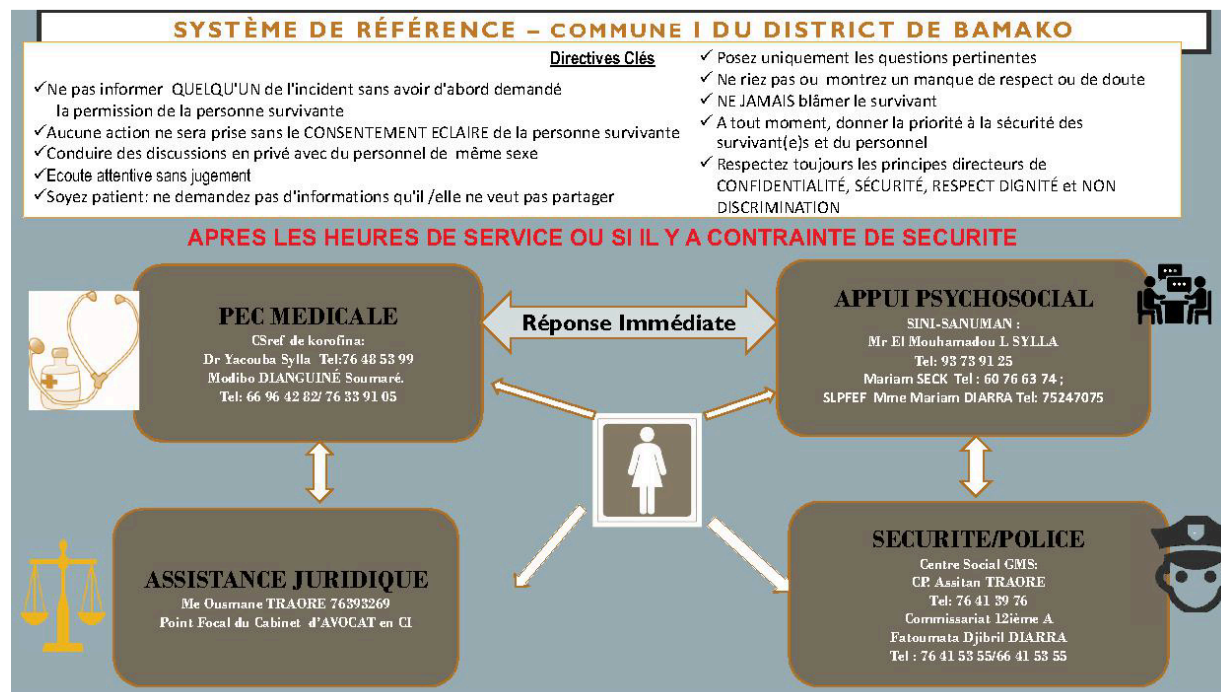 SYSTÈME DE RÉFÉRENCE – COMMUNE I DU DISTRICT DE BAMAKO
Directives Clés
✓Ne pas informer QUELQU'UN de l'incident sans avoir d'abord demandé
la permission de la personne survivante
✓Aucune action ne sera prise sans le CONSENTEMENT ECLAIRE de la personne survivante
✓Conduire des discussions en privé avec du personnel de même sexe
✓Ecoute attentive sans jugement
✓Soyez patient: ne demandez pas d'informations qu'il /elle ne veut pas partager
✓ Posez uniquement les questions pertinentes
✓ Ne riez pas ou montrez un manque de respect ou de doute
✓ NE JAMAIS blâmer le survivant
✓ A tout moment, donner la priorité à la sécurité des
survivant(e)s et du personnel
✓ Respectez toujours les principes directeurs de
CONFIDENTIALITÉ, SÉCURITÉ, RESPECT DIGNITÉ et NON
DISCRIMINATION
APRES LES HEURES DE SERVICE OU SI IL Y A CONTRAINTE DE SECURITE
PEC MEDICALE
CSref de korofina:
Dr Yacouba Sylla Tel:76 48 53 99
Modibo DIANGUINÉ Soumaré.
Tel: 66 96 42 82/ 76 33 91 05
Réponse Immédiate
APPUI PSYCHOSOCIAL
SINI-SANUMAN :
Mr El Mouhamadou L SYLLA
Tel: 93 73 91 25
Mariam SECK Tel : 60 76 63 74 ;
SLPFEF Mme Mariam DIARRA Tel: 75247075
ASSISTANCE JURIDIQUE
Me Ousmane TRAORE 76393269
Point Focal du Cabinet d'AVOCAT en CI
SECURITE/POLICE
Centre Social GMS:
CP. Assitan TRAORE
Tel: 76 41 39 76
Commissariat 12ième A
Fatoumata Djibril DIARRA
Tel : 76 41 53 55/66 41 53 55